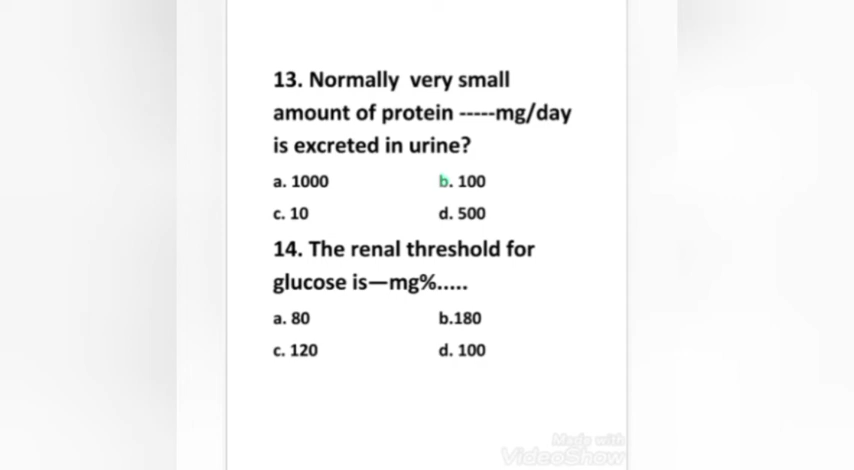 13. Normally very small
amount of protein -----mg/day
is excreted in urine?
a. 1000 b. 100
c. 10 d. 500
14. The renal threshold for
glucose is—mg%.....
a. 80 b.180
c. 120 d. 100
Made with
VideoShow